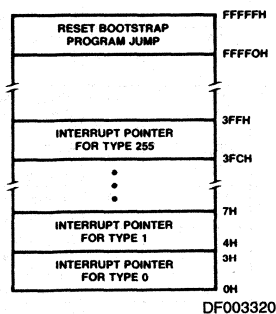 FFFFFH
RESET BOOTSTRAP
PROGRAM JUMP
FFFFOH
3FFH
INTERRUPT POINTER
FOR TYPE 255
3FCH
7H
INTERRUPT POINTER
FOR TYPE 1
4H
3H
INTERRUPT POINTER
FOR TYPE 0
0H
DF003320